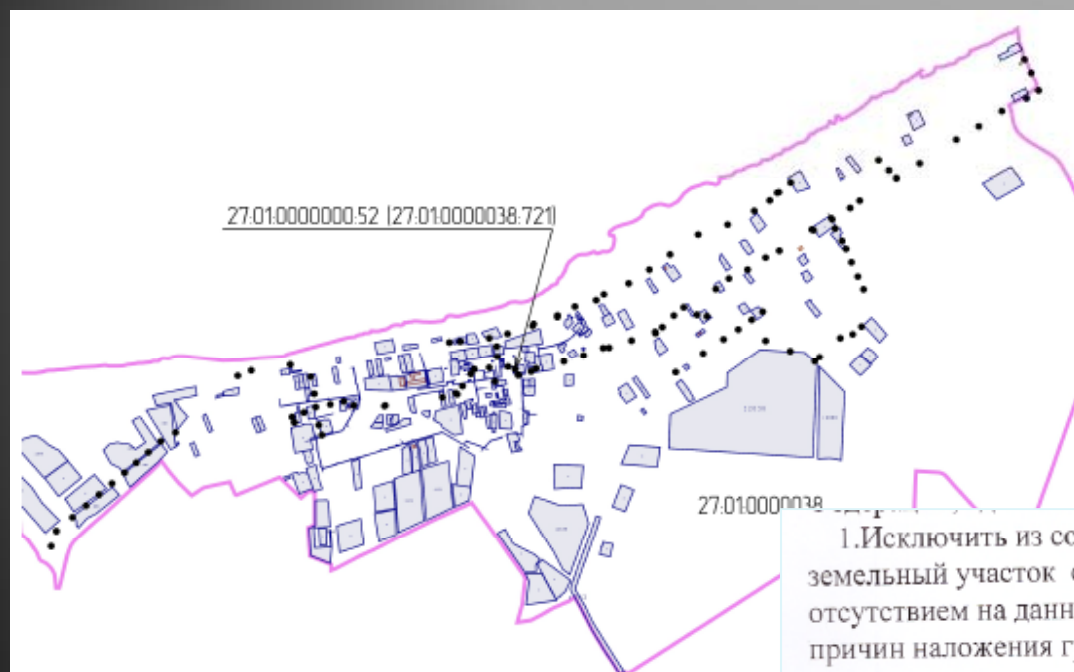 27:01:0000000:52 (27:01:0000038:721)
27:01:0000038
1.Исключить из со
земельный участок
отсутствием на данн
причин наложения г